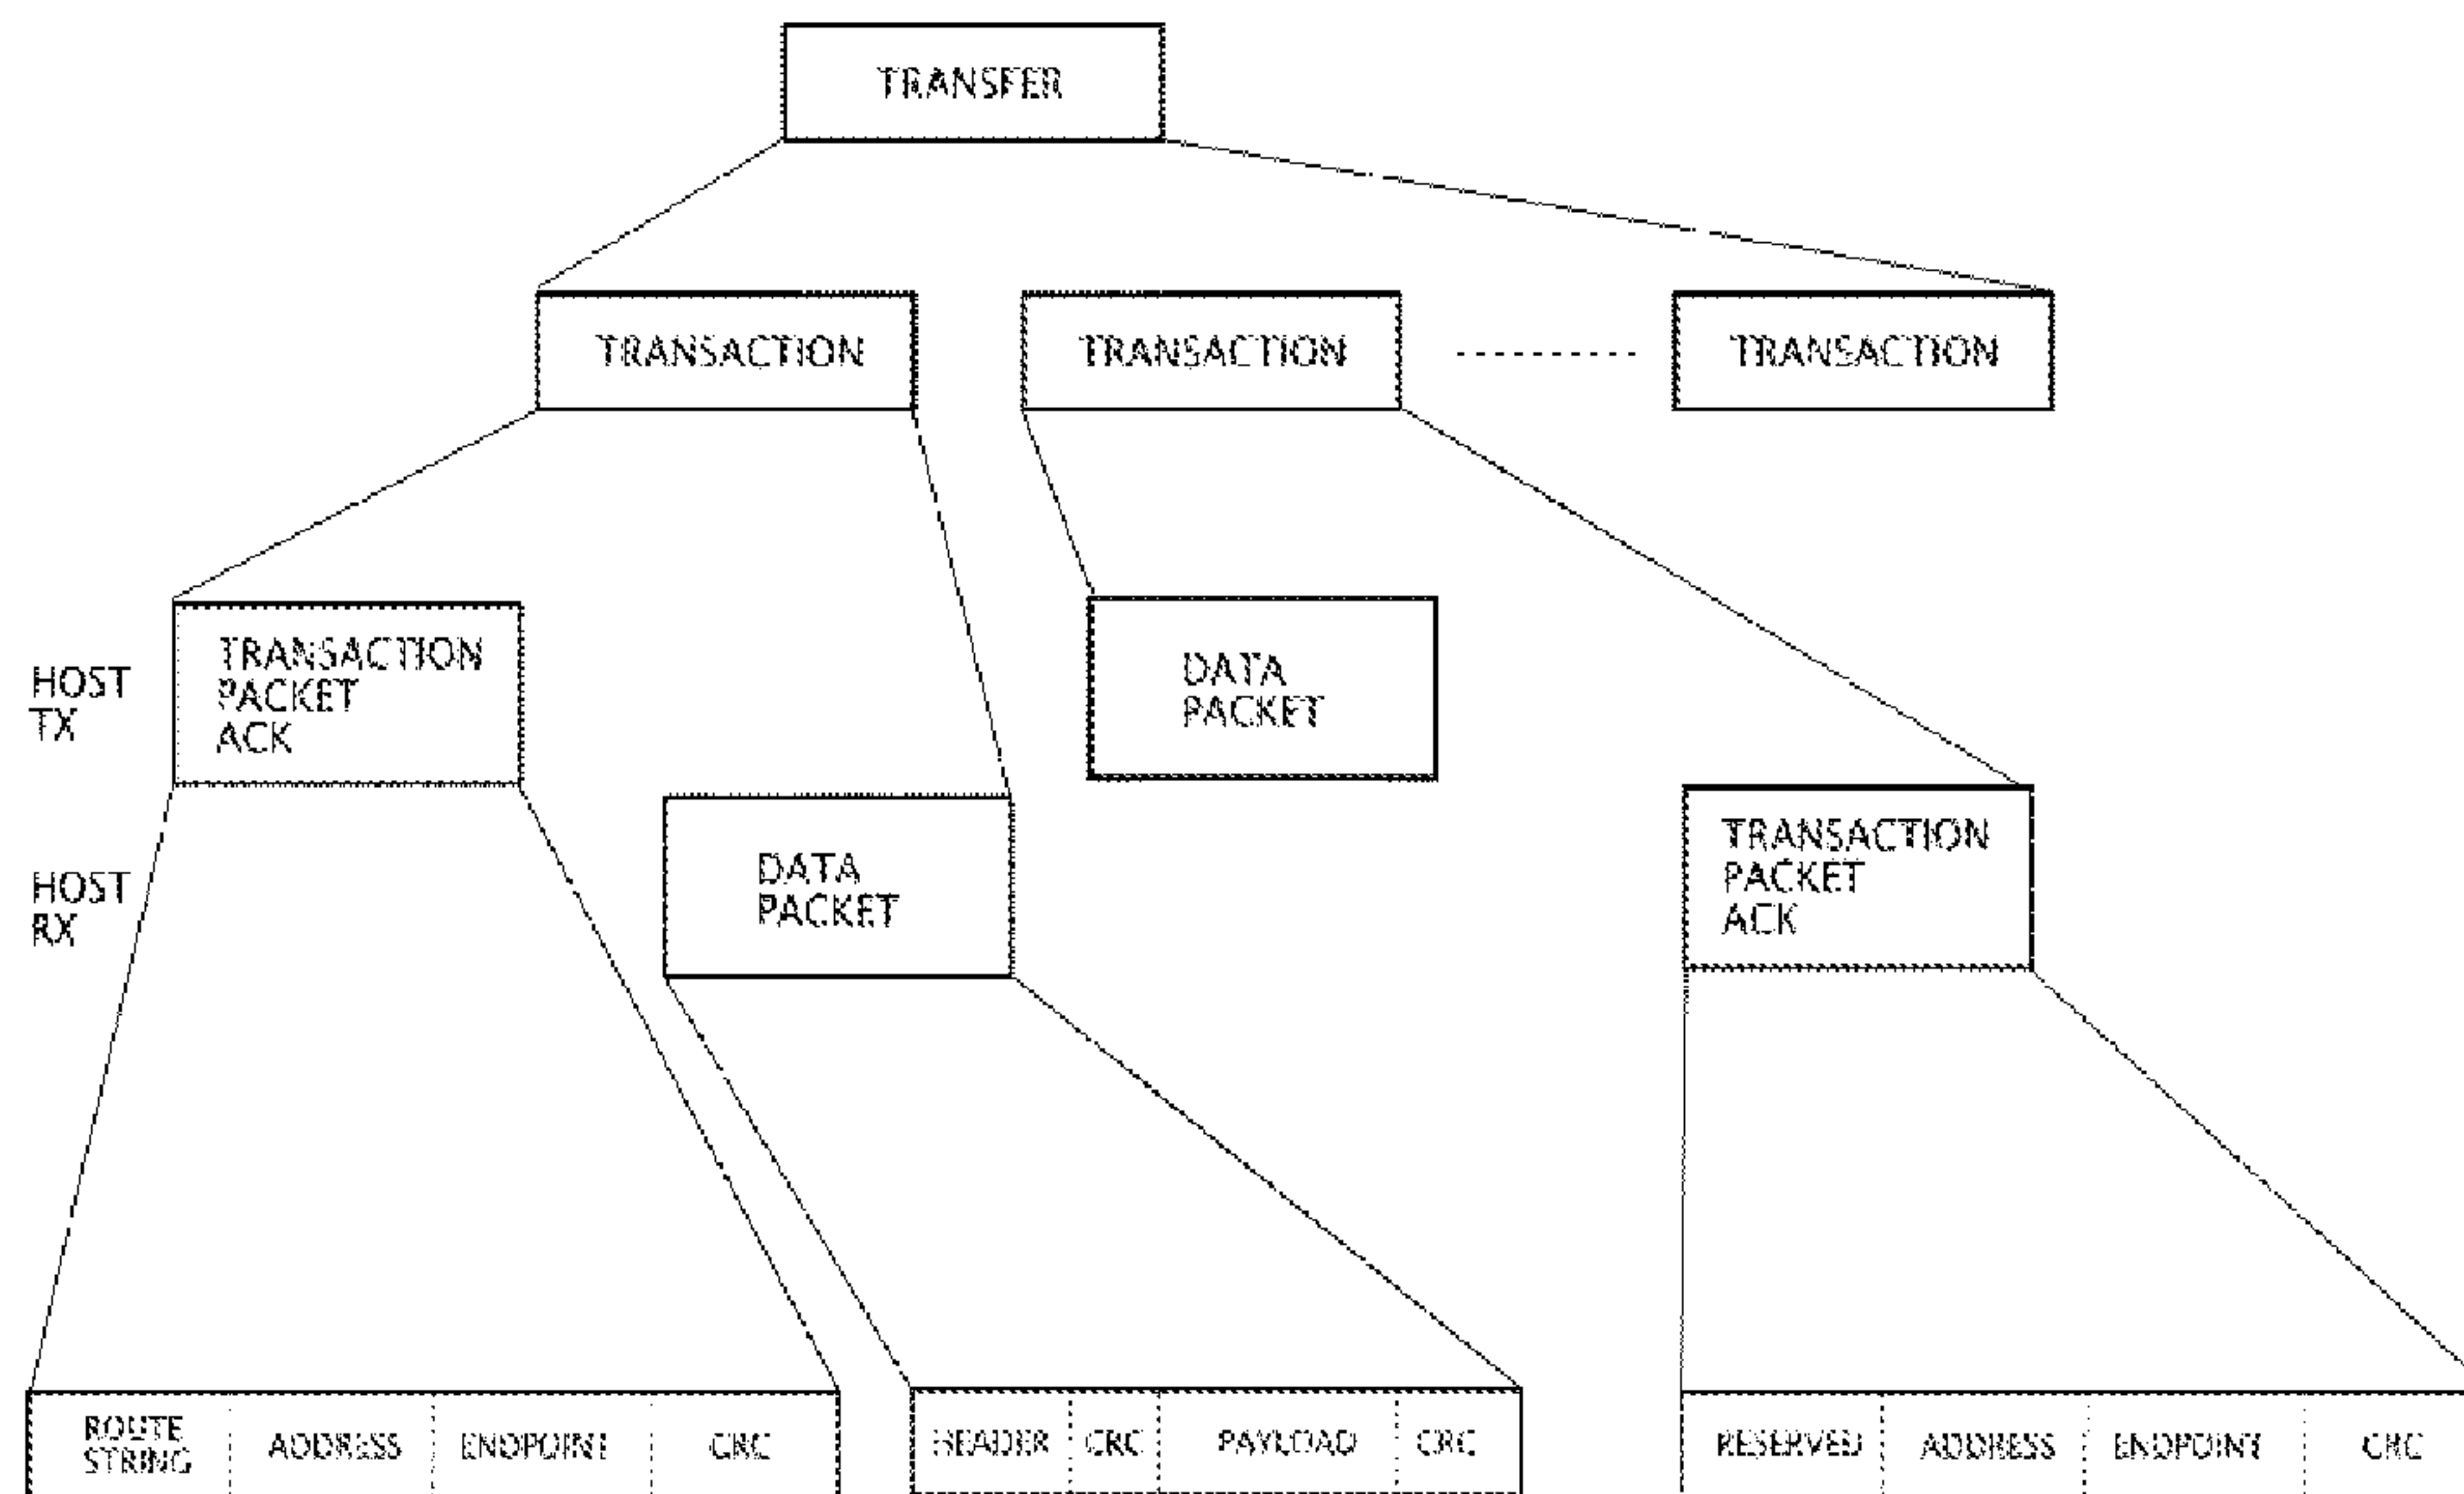 TRANSFER
TRANSACTION
TRANSACTION
TRANSACTION
HOST
TX
TRANSACTION
PACKET
ACK
DATA
PACKET
HOST
RX
DATA
PACKET
TRANSACTION
PACKET
ACK
ROUTE
STRING
ADDRESS
ENDPOINT
CRC
HEADER
CRC
PAYLOAD
CRC
RESERVED
ADDRESS
ENDPOINT
CRC